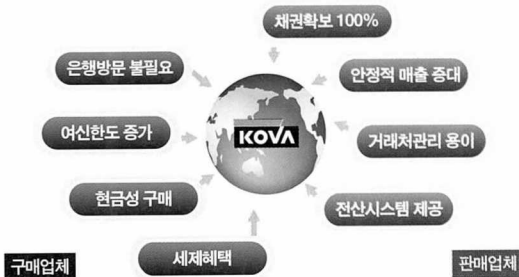 채권확보 100%
은행방문 불필요
안정적 매출 증대
여신한도 증가
KOVA
거래처관리 용이
현금성 구매
전산시스템 제공
세제혜택
구매업체
판매업체